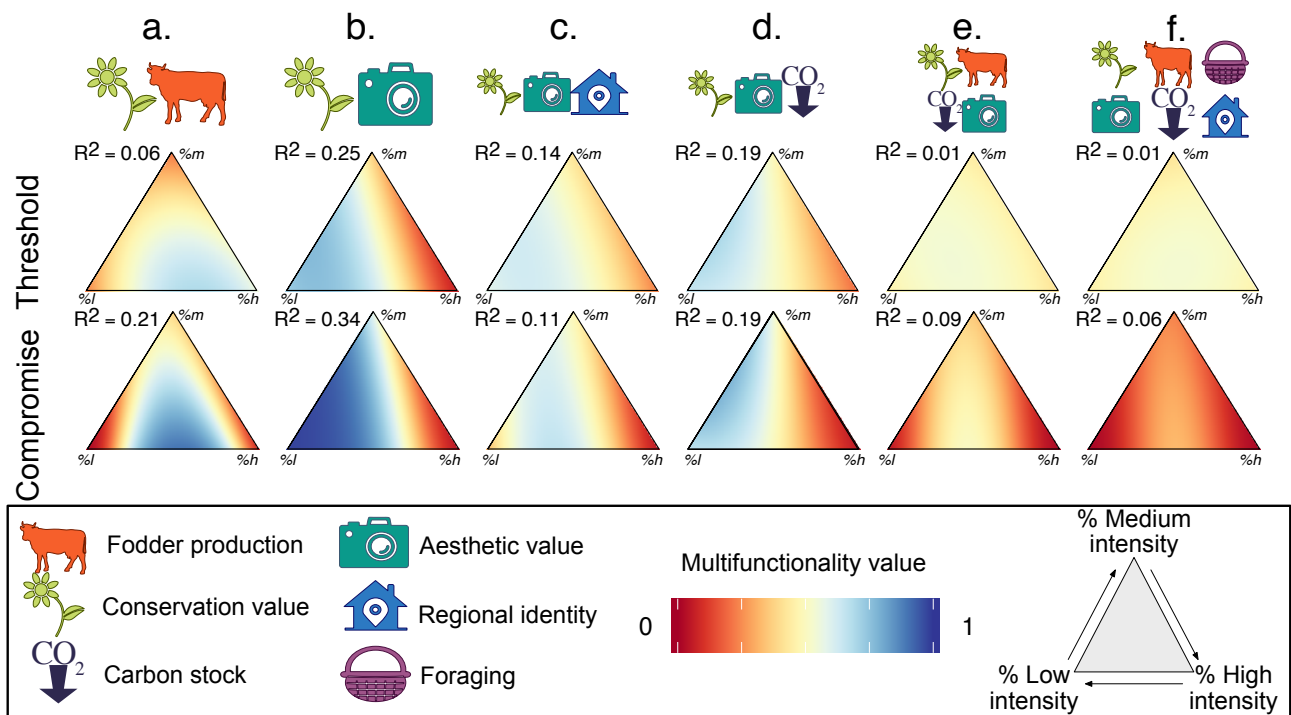 a. b. c. d. e. f.
CO2
CO2 CO2
R2 = 0.06 %m R2 = 0.25 %m R2 = 0.14 %m R2 = 0.19 %m R2 = 0.01 %m R2 = 0.01 %m
Threshold
%l %h %l %h %l %h %l %h %l %h %l %h
R2 = 0.21 %m R2 = 0.34 %m R2 = 0.11 %m R2 = 0.19 %m R2 = 0.09 %m R2 = 0.06 %m
Compromise
%l %h %l %h %l %h %l %h %l %h %l %h
Fodder production
Conservation value
CO2
Carbon stock
Aesthetic value
Regional identity
Foraging
Multifunctionality value
0 1
% Medium
intensity
% Low
intensity
% High
intensity